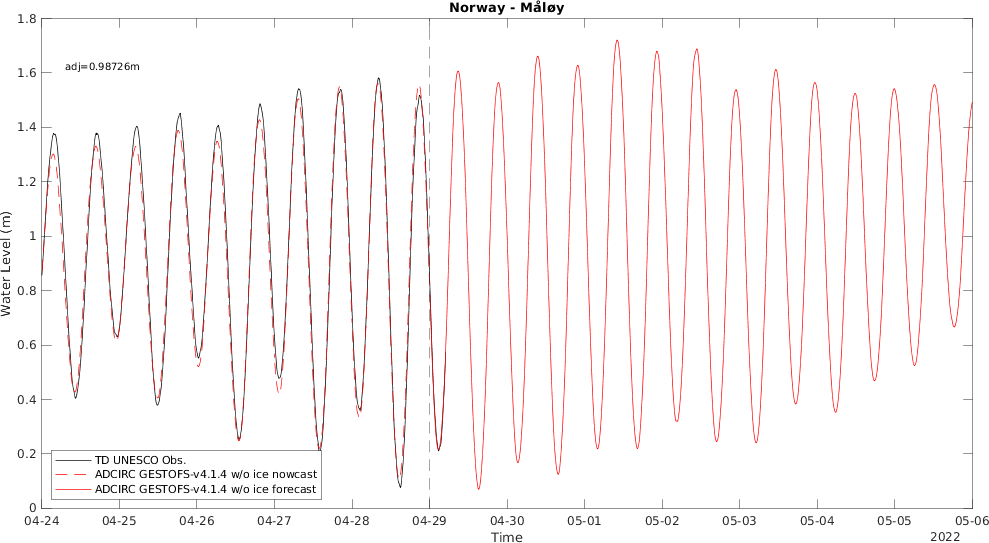 Norway - Måløy
adj=0.98726m
Water Level (m)
1.8
1.6
1.4
1.2
1
0.8
0.6
0.4
0.2
0
TD UNESCO Obs.
ADCIRC GESTOFS-v4.1.4 w/o ice nowcast
ADCIRC GESTOFS-v4.1.4 w/o ice forecast
04-24 04-25 04-26 04-27 04-28 04-29 04-30 05-01 05-02 05-03 05-04 05-05 05-06
Time
2022